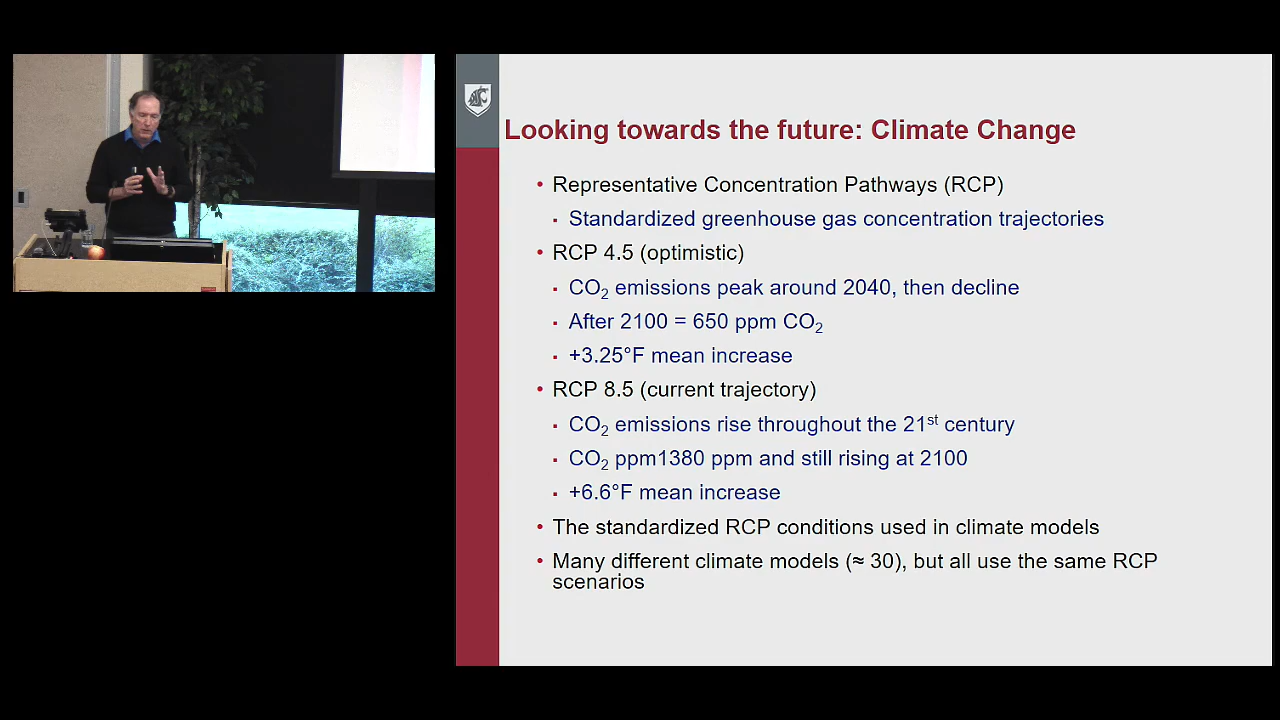 Looking towards the future: Climate Change
• Representative Concentration Pathways (RCP)
▪ Standardized greenhouse gas concentration trajectories
• RCP 4.5 (optimistic)
▪ CO₂ emissions peak around 2040, then decline
▪ After 2100 = 650 ppm CO₂
▪ +3.25°F mean increase
• RCP 8.5 (current trajectory)
▪ CO₂ emissions rise throughout the 21st century
▪ CO₂ ppm1380 ppm and still rising at 2100
▪ +6.6°F mean increase
• The standardized RCP conditions used in climate models
• Many different climate models (≈ 30), but all use the same RCP
scenarios